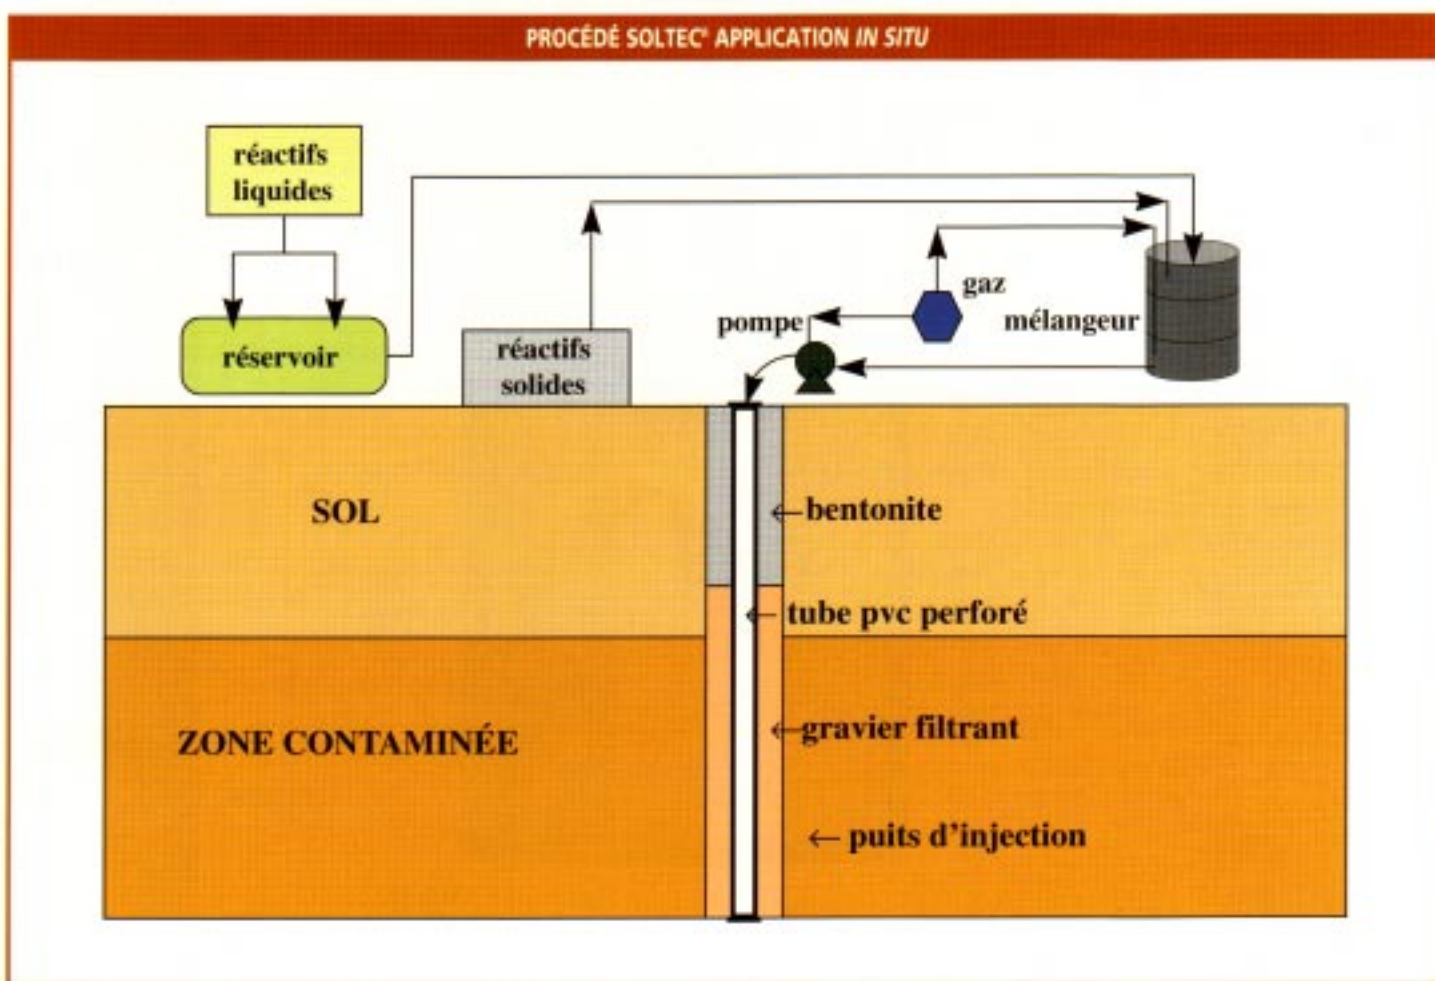 PROCÉDÉ SOLTEC® APPLICATION IN SITU
réactifs
liquides
réservoir
réactifs
solides
pompe
gaz
mélangeur
SOL
bentonite
tube pvc perforé
ZONE CONTAMINÉE
gravier filtrant
puits d'injection